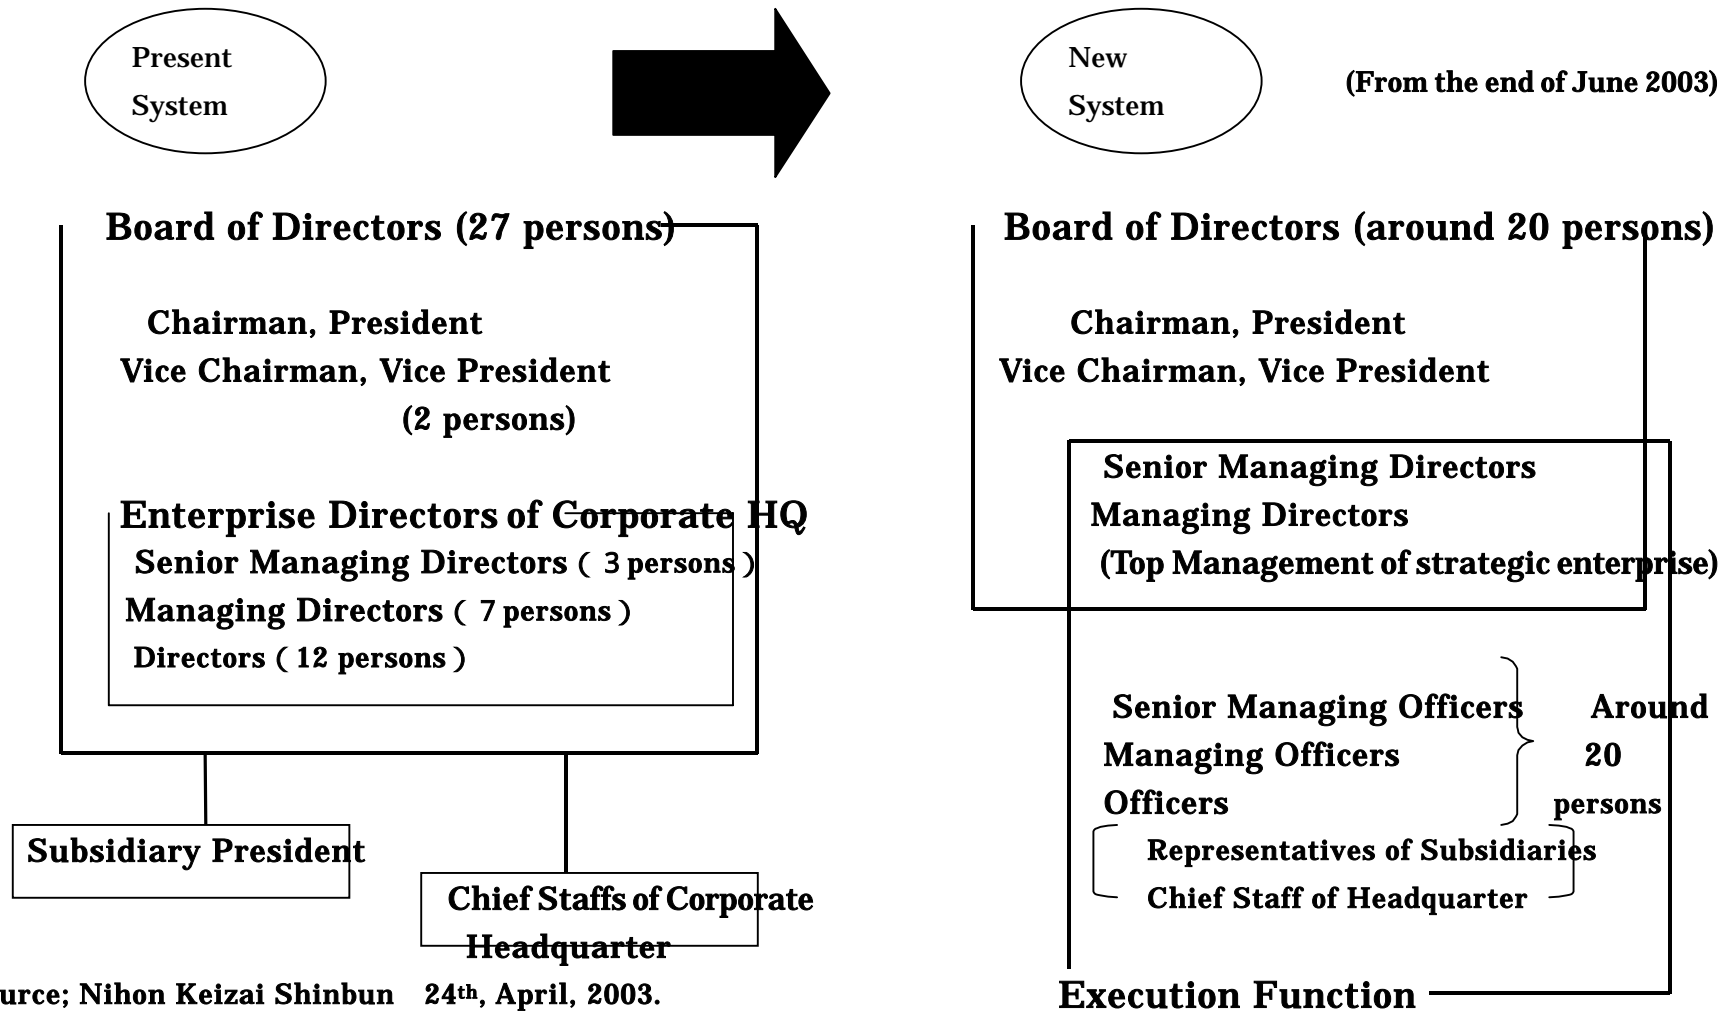 Present
System
New
System
(From the end of June 2003)
Board of Directors (27 persons)
Chairman, President
Vice Chairman, Vice President
(2 persons)
Enterprise Directors of Corporate HQ
Senior Managing Directors ( 3 persons )
Managing Directors ( 7 persons )
Directors ( 12 persons )
Subsidiary President
Chief Staffs of Corporate
Headquarter
urce; Nihon Keizai Shinbun 24th, April, 2003.
Board of Directors (around 20 persons)
Chairman, President
Vice Chairman, Vice President
Senior Managing Directors
Managing Directors
(Top Management of strategic enterprise)
Senior Managing Officers
Managing Officers
Officers
Around
20
persons
Representatives of Subsidiaries
Chief Staff of Headquarter
Execution Function